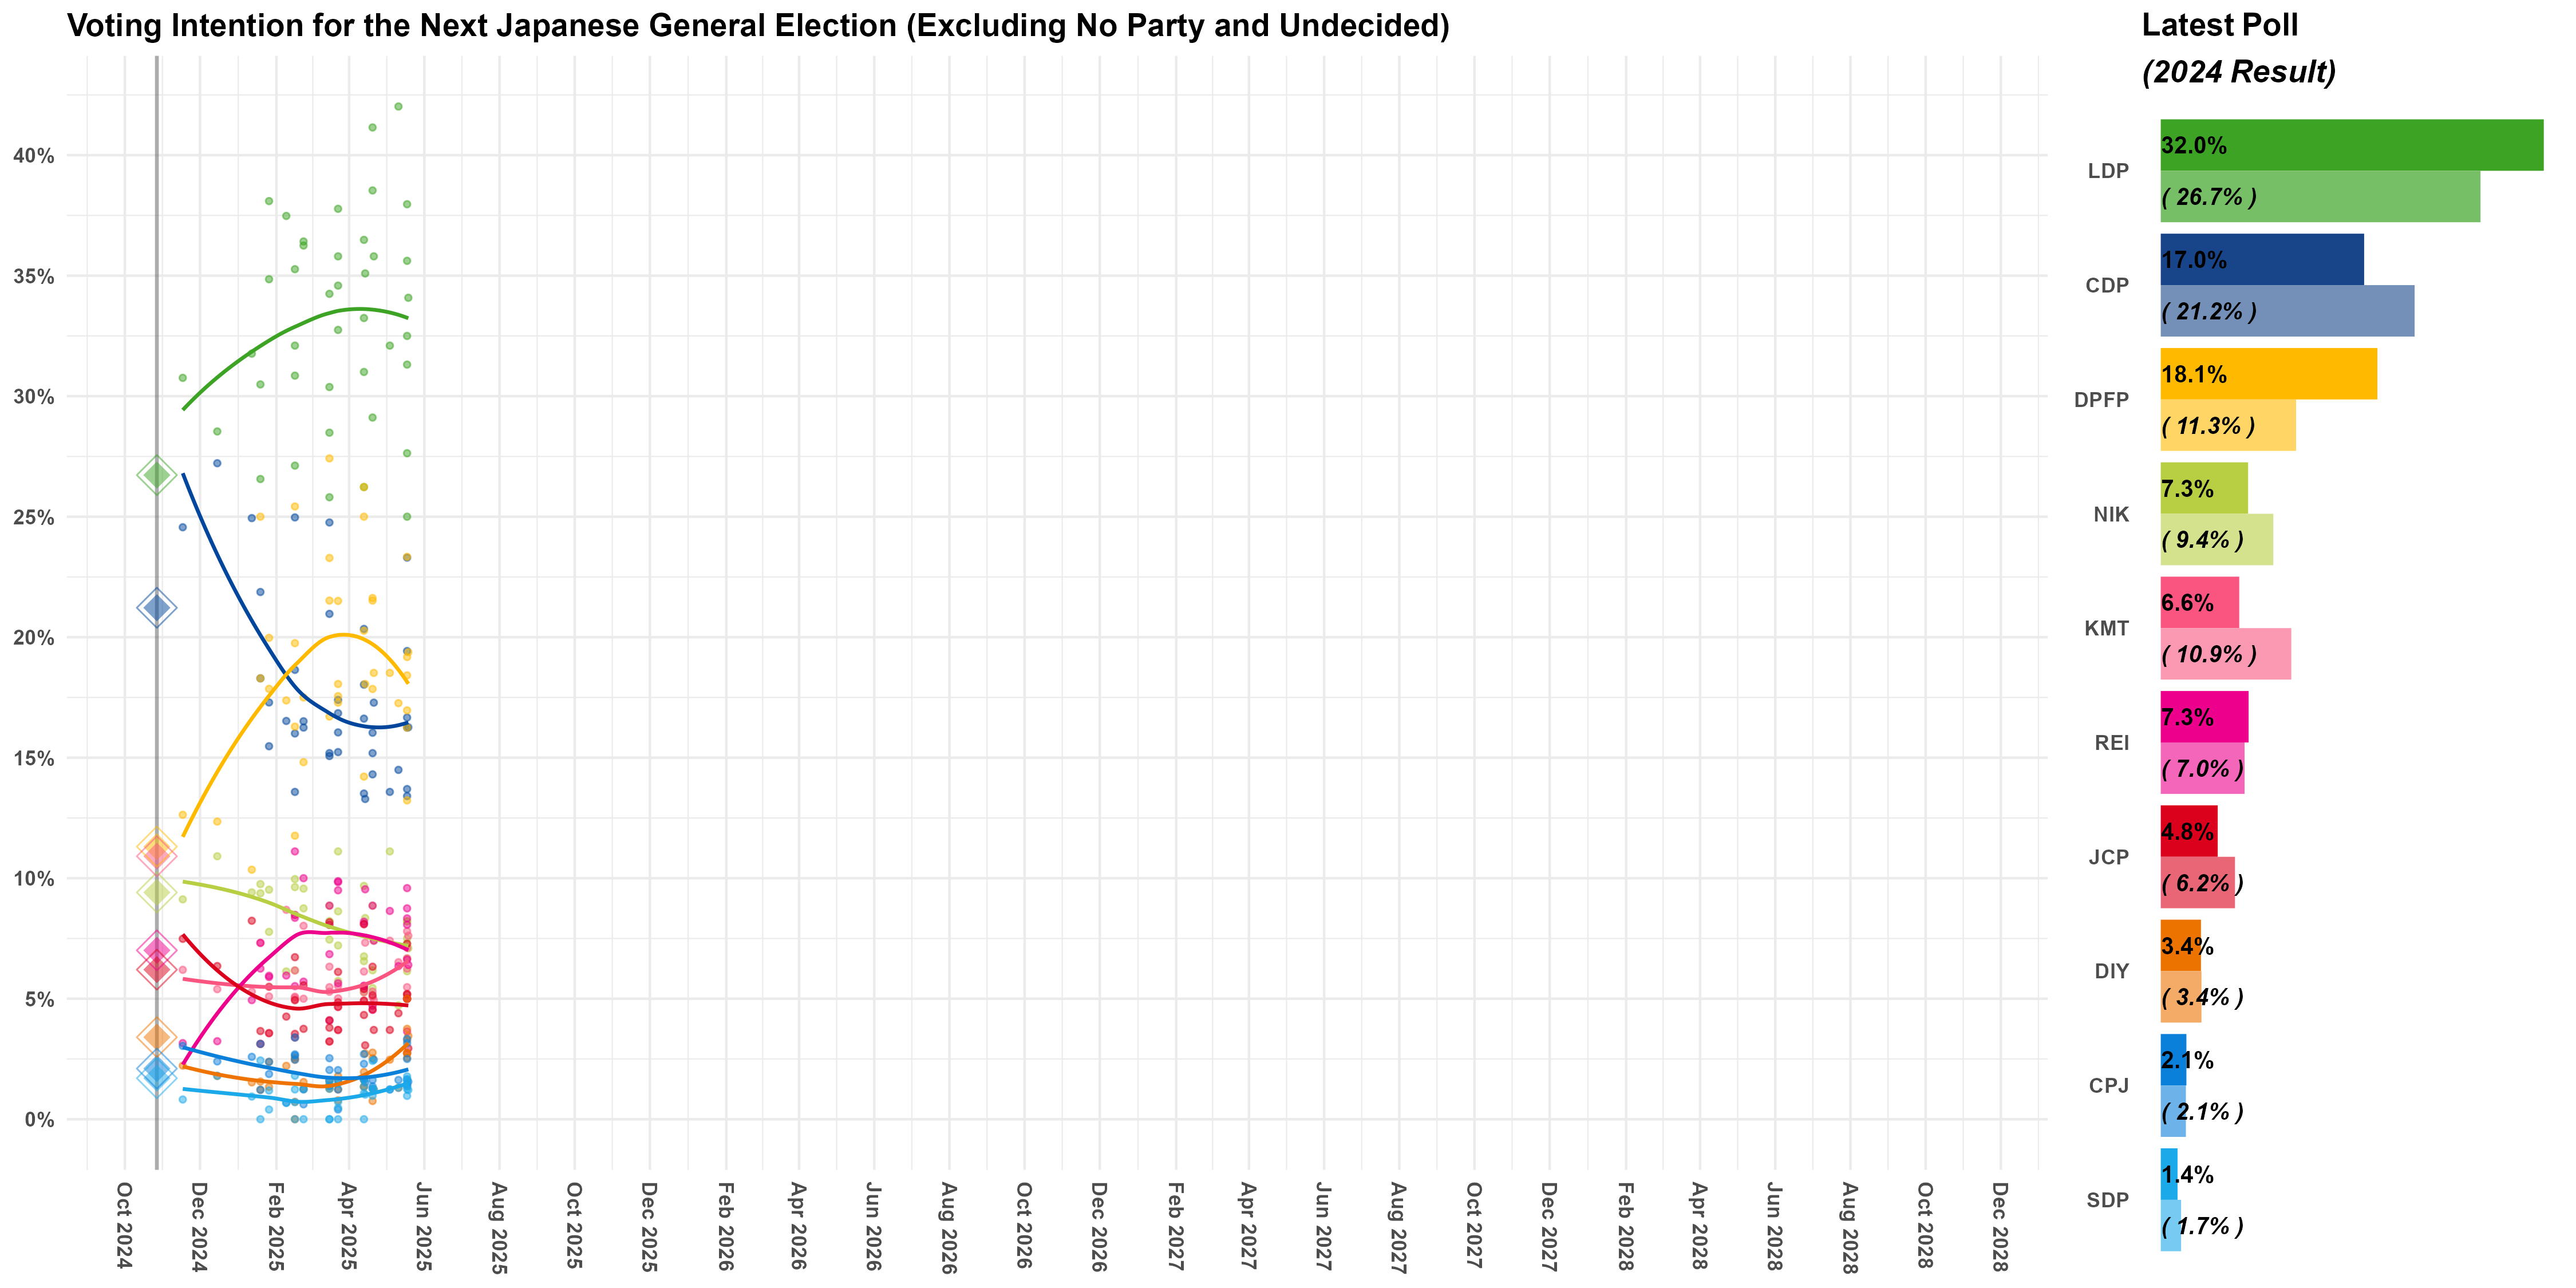 Voting Intention for the Next Japanese General Election (Excluding No Party and Undecided)
40%
35%
30%
25%
20%
15%
10%
5%
0%
Oct 2024
Dec 2024
Feb 2025
Apr 2025
Jun 2025
Aug 2025
Oct 2025
Dec 2025
Feb 2026
Apr 2026
Jun 2026
Aug 2026
Oct 2026
Dec 2026
Feb 2027
Apr 2027
Jun 2027
Aug 2027
Oct 2027
Dec 2027
Feb 2028
Apr 2028
Jun 2028
Aug 2028
Oct 2028
Dec 2028
Latest Poll
(2024 Result)
LDP
32.0%
( 26.7% )
CDP
17.0%
( 21.2% )
DPFP
18.1%
( 11.3% )
NIK
7.3%
( 9.4% )
KMT
6.6%
( 10.9% )
REI
7.3%
( 7.0% )
JCP
4.8%
( 6.2% )
DIY
3.4%
( 3.4% )
CPJ
2.1%
( 2.1% )
SDP
1.4%
( 1.7% )